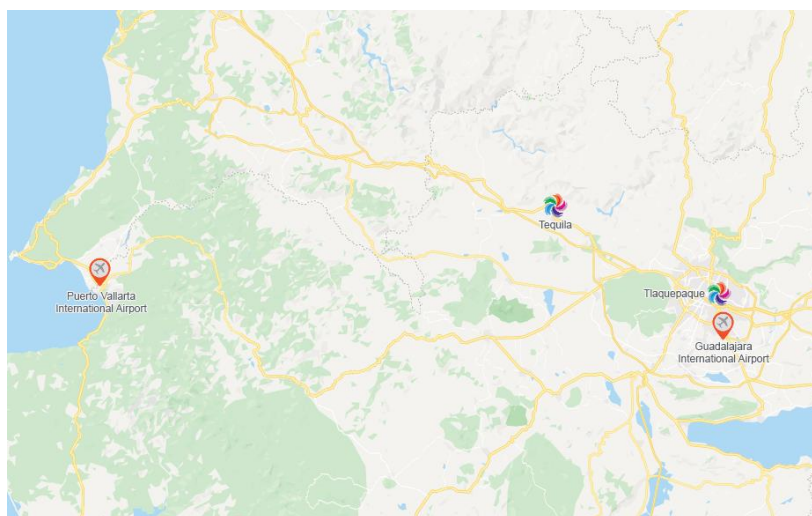 Tequila
Puerto Vallarta
International Airport
Tlaquepaque
Guadalajara
International Airport